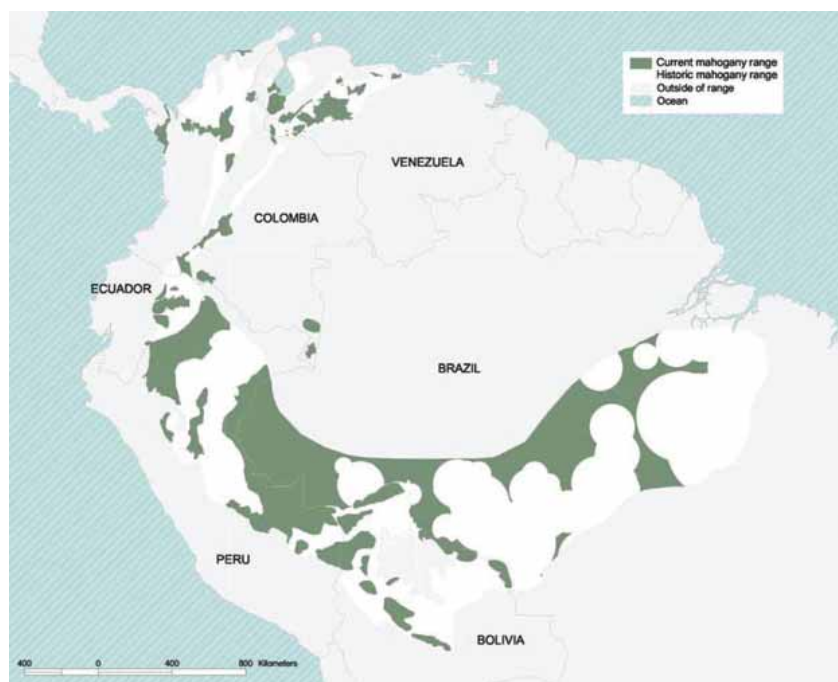 Current mahogany range
Historic mahogany range
Outside of range
Ocean
VENEZUELA
COLOMBIA
ECUADOR
BRAZIL
PERU
BOLIVIA
400 0 400 800 Kilometers